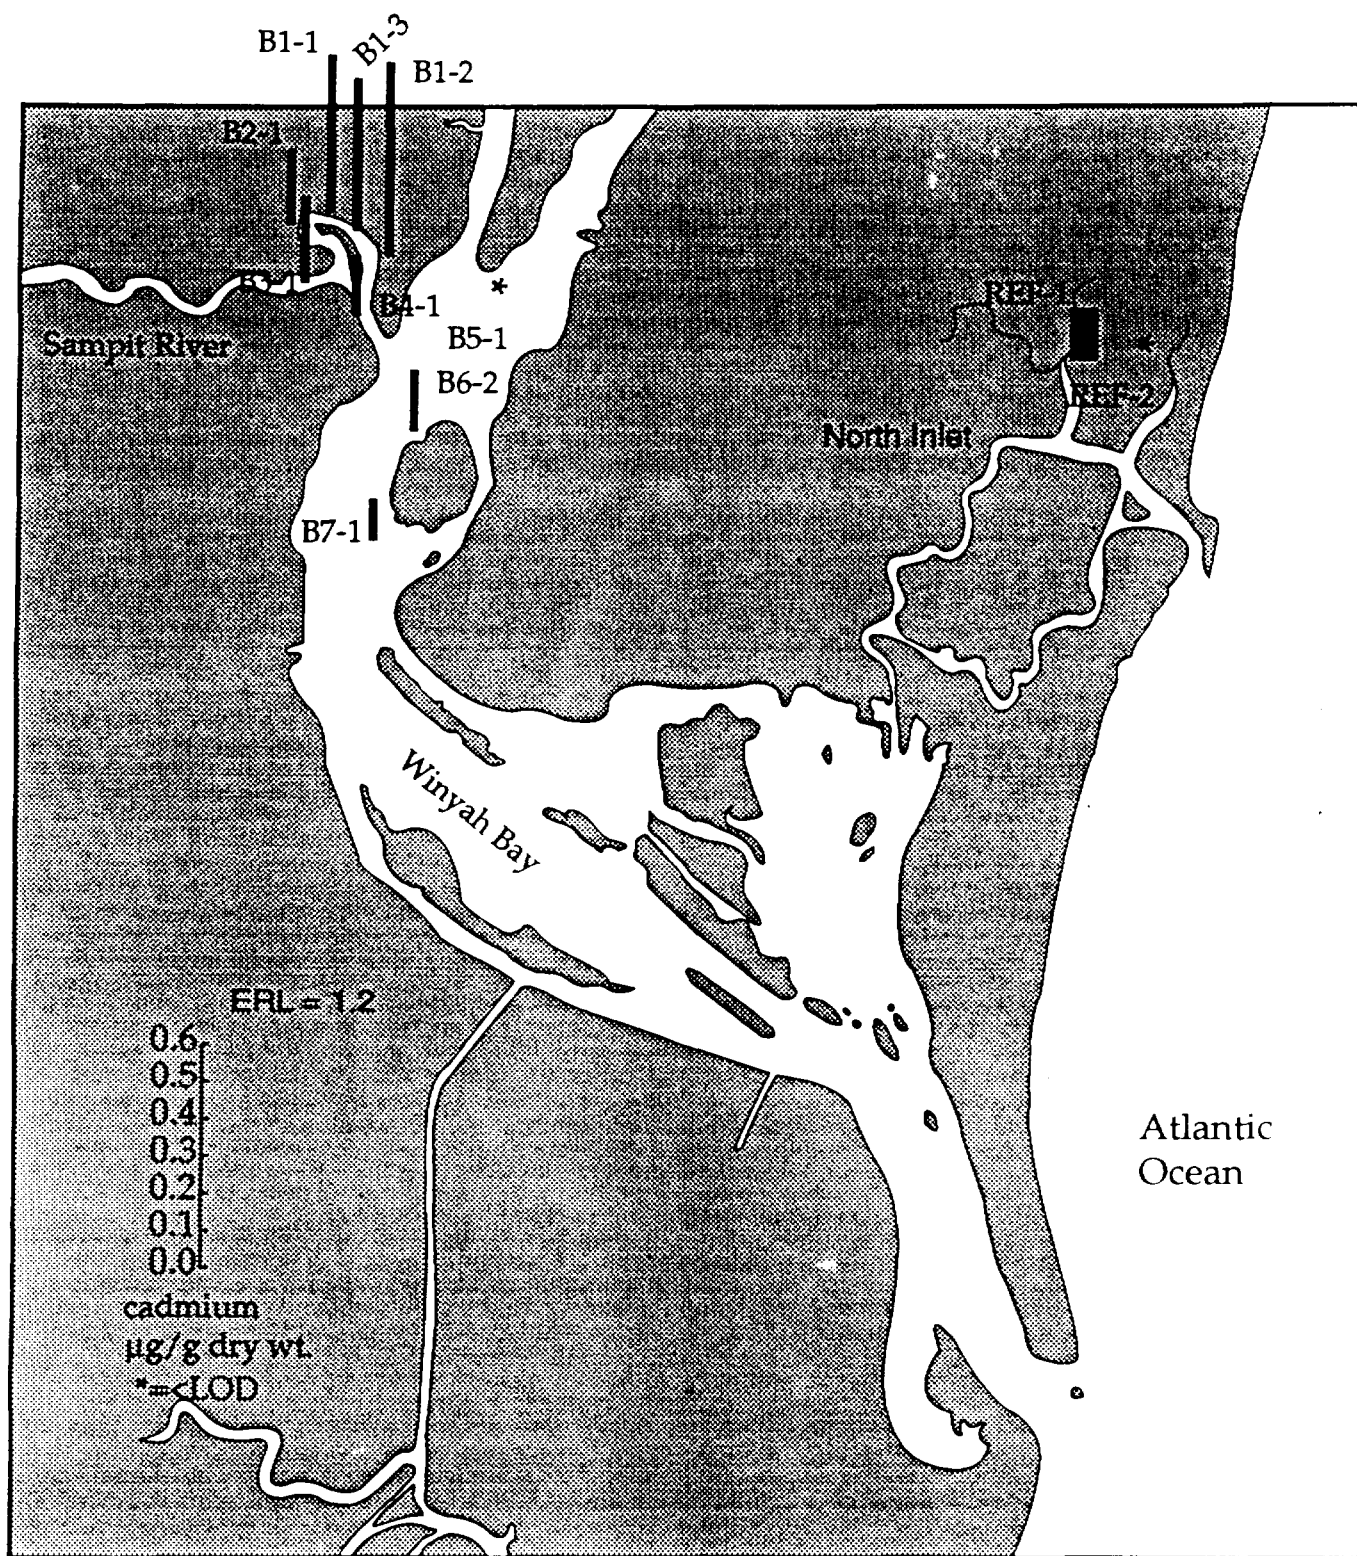 B1-1
B1-3
B1-2
B2-1
B3-1
B4-1
Sampit River
*
B5-1
B6-2
B7-1
REF-1
*
REF-2
North Inlet
Winyah Bay
ERL = 1.2
0.6
0.5
0.4
0.3
0.2
0.1
0.0
cadmium
µg/g dry wt.
*=<LOD
Atlantic
Ocean